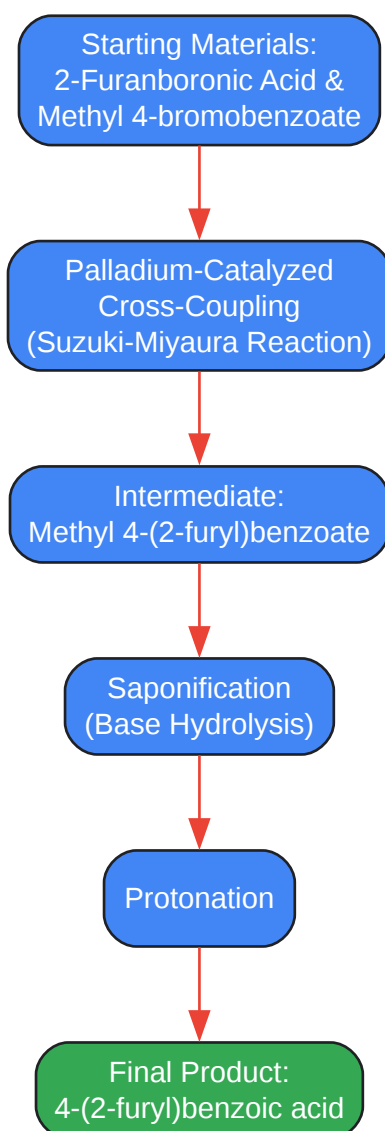 Starting Materials:
2-Furanboronic Acid &
Methyl 4-bromobenzoate
Palladium-Catalyzed
Cross-Coupling
(Suzuki-Miyaura Reaction)
Intermediate:
Methyl 4-(2-furyl)benzoate
Saponification
(Base Hydrolysis)
Protonation
Final Product:
4-(2-furyl)benzoic acid